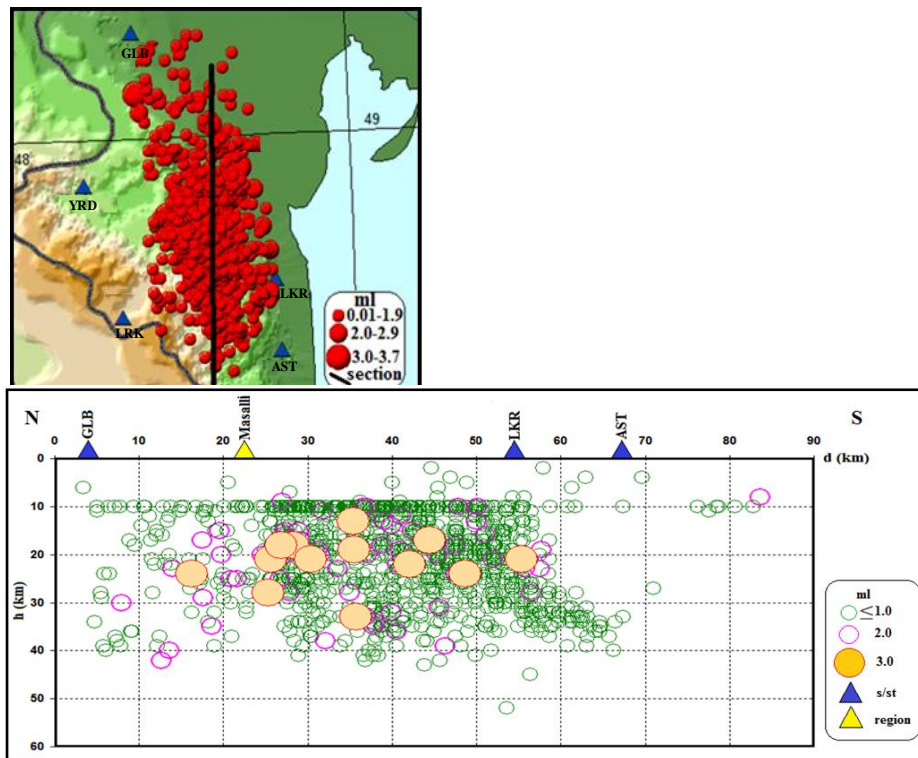 GLB
49
48
YRD
LKR
LRK
AST
ml
0.01-1.9
2.0-2.9
3.0-3.7
section
N
GLB
Masalli
LKR
AST
S
0 10 20 30 40 50 60 70 80 90
d (km)
0
10
20
30
40
50
60
h (km)
ml
≤1.0
2.0
3.0
s/st
region